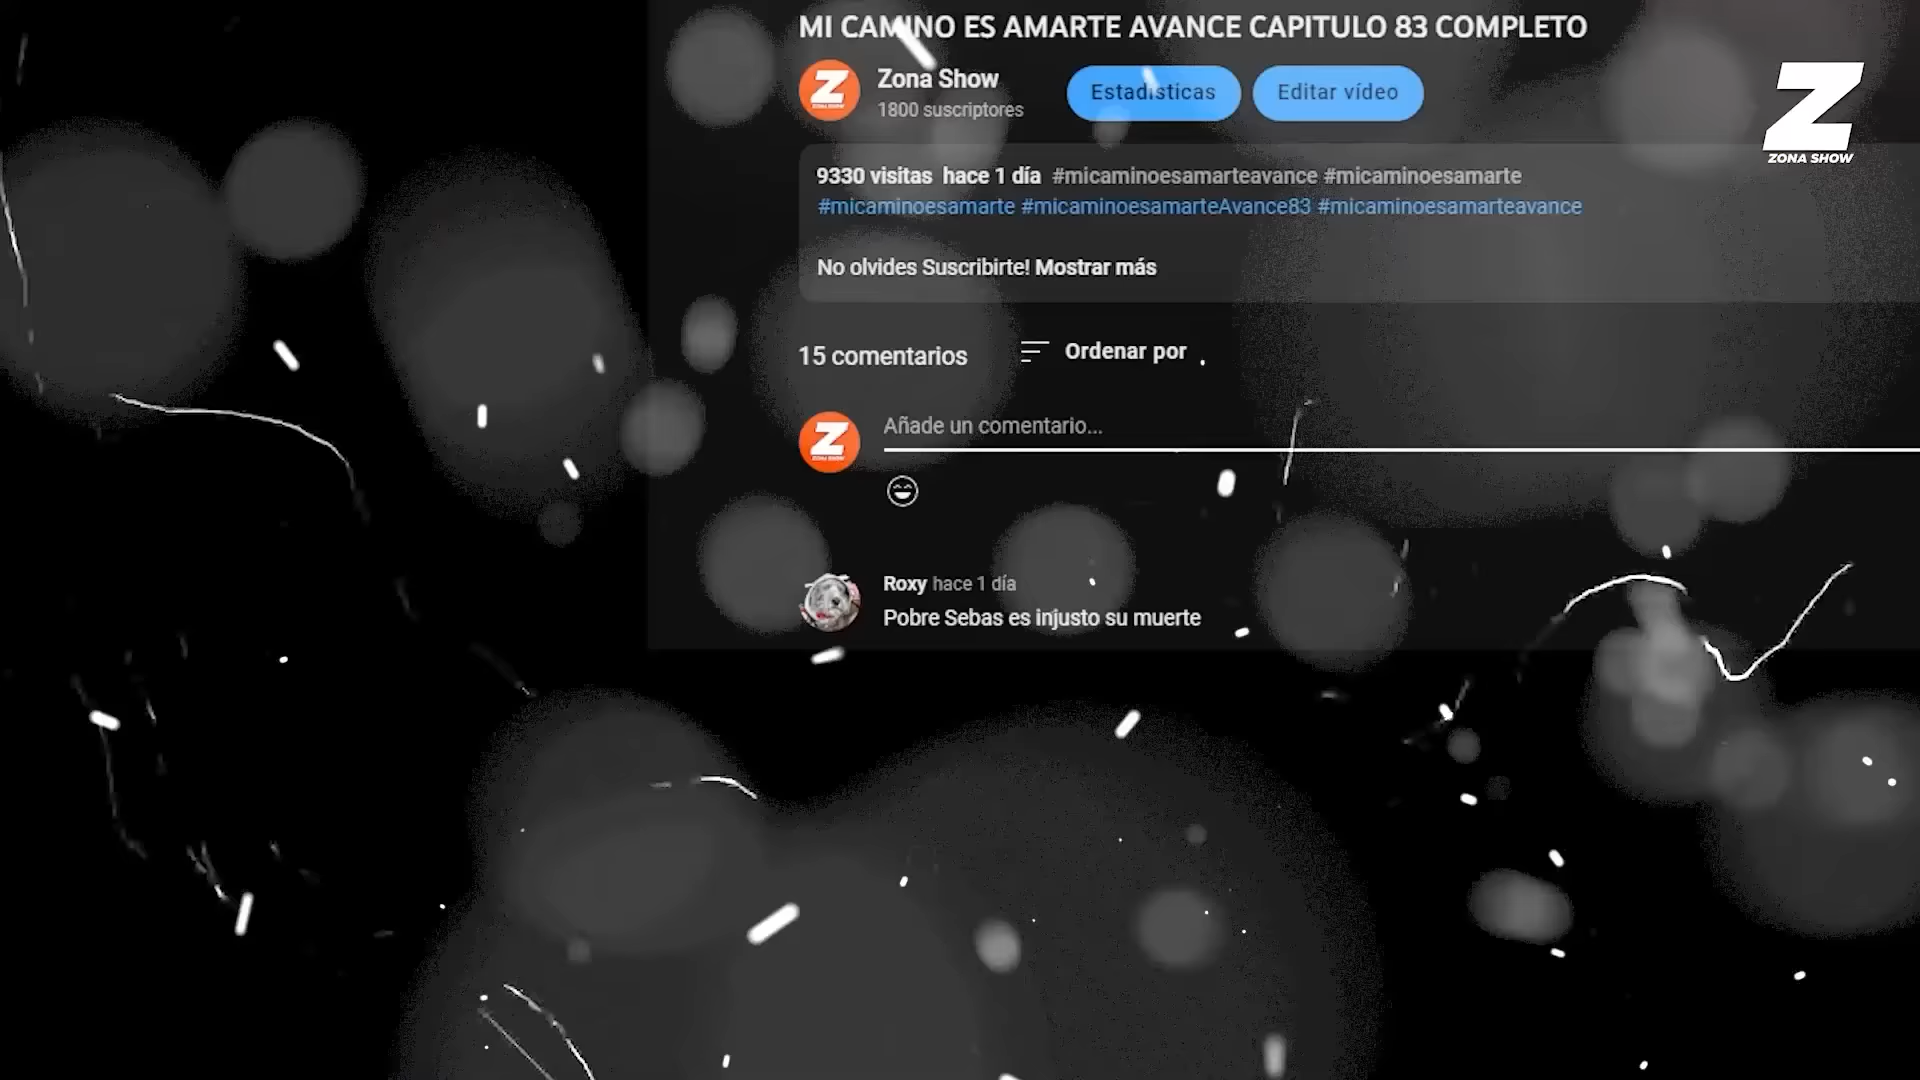 MI CAMINO ES AMARTE AVANCE CAPITULO 83 COMPLETO
Zona Show
1800 suscriptores
Estadísticas
Editar vídeo
Z
ZONA SHOW
9330 visitas hace 1 día #micaminoesamarteavance #micaminoesamarte
#micaminoesamarte #micaminoesamarteAvance83 #micaminoesamarteavance
No olvides Suscribirte! Mostrar más
15 comentarios
Ordenar por
Añade un comentario...
Roxy hace 1 día
Pobre Sebas es injusto su muerte